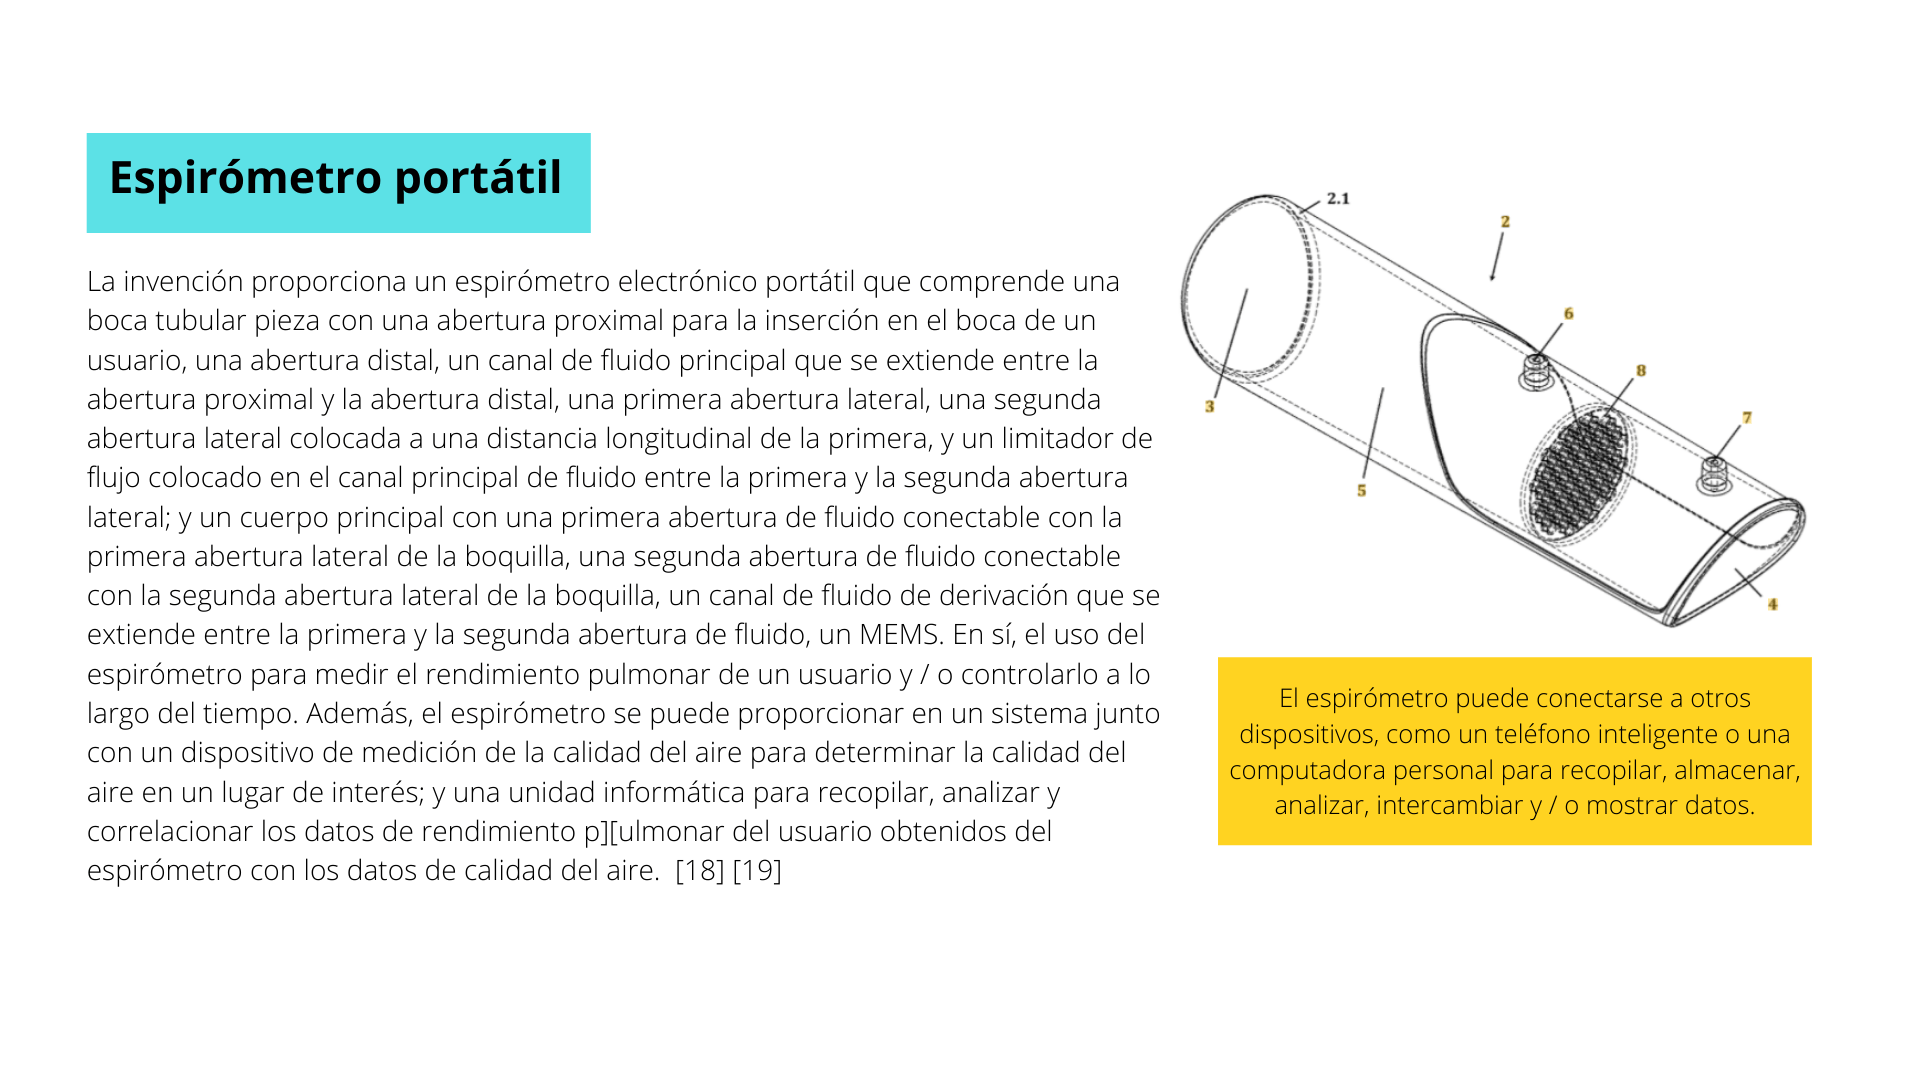 Espirómetro portátil
La invención proporciona un espirómetro electrónico portátil que comprende una
boca tubular pieza con una abertura proximal para la inserción en el boca de un
usuario, una abertura distal, un canal de fluido principal que se extiende entre la
abertura proximal y la abertura distal, una primera abertura lateral, una segunda
abertura lateral colocada a una distancia longitudinal de la primera, y un limitador de
flujo colocado en el canal principal de fluido entre la primera y la segunda abertura
lateral; y un cuerpo principal con una primera abertura de fluido conectable con la
primera abertura lateral de la boquilla, una segunda abertura de fluido conectable
con la segunda abertura lateral de la boquilla, un canal de fluido de derivación que se
extiende entre la primera y la segunda abertura de fluido, un MEMS. En sí, el uso del
espirómetro para medir el rendimiento pulmonar de un usuario y / o controlarlo a lo
largo del tiempo. Además, el espirómetro se puede proporcionar en un sistema junto
con un dispositivo de medición de la calidad del aire para determinar la calidad del
aire en un lugar de interés; y una unidad informática para recopilar, analizar y
correlacionar los datos de rendimiento p][ulmonar del usuario obtenidos del
espirómetro con los datos de calidad del aire.  [18] [19]
2.1
2
6
8
3
7
5
4
El espirómetro puede conectarse a otros
dispositivos, como un teléfono inteligente o una
computadora personal para recopilar, almacenar,
analizar, intercambiar y / o mostrar datos.